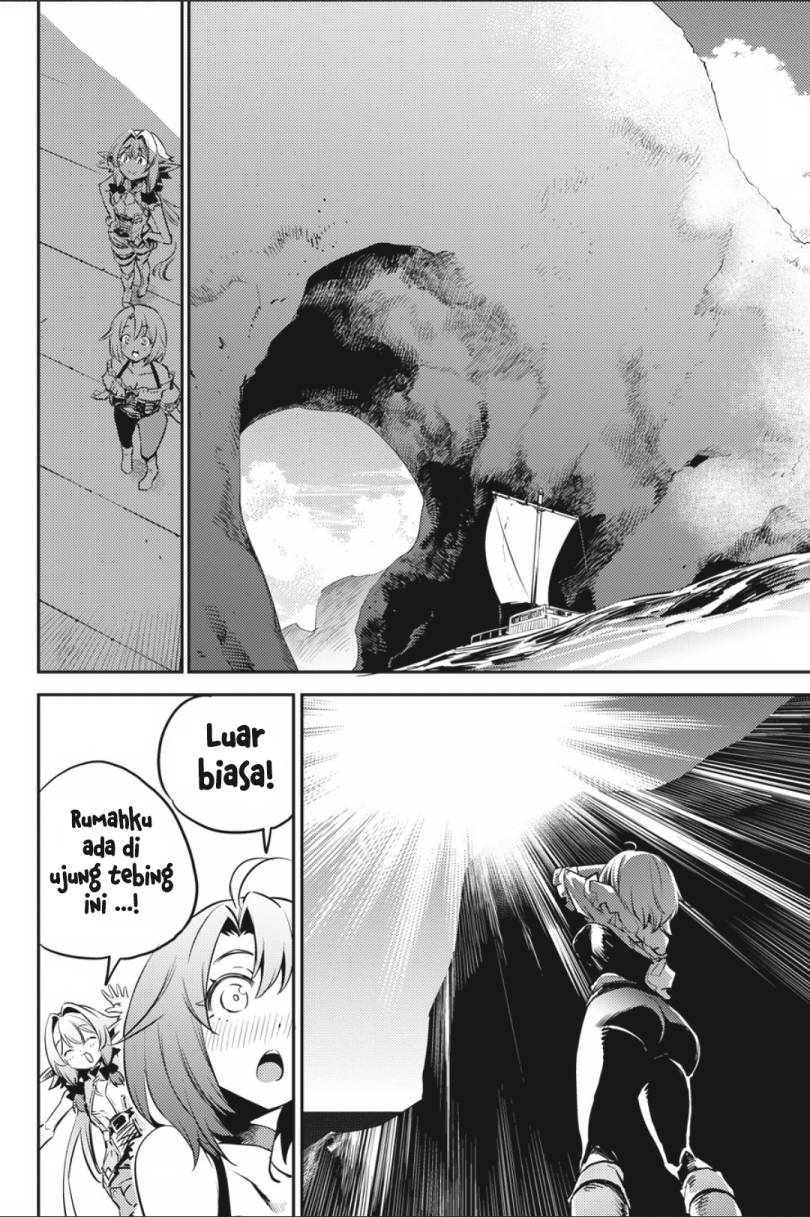 Luar
biasa!
Rumahku
ada di
ujung tebing
ini ...!